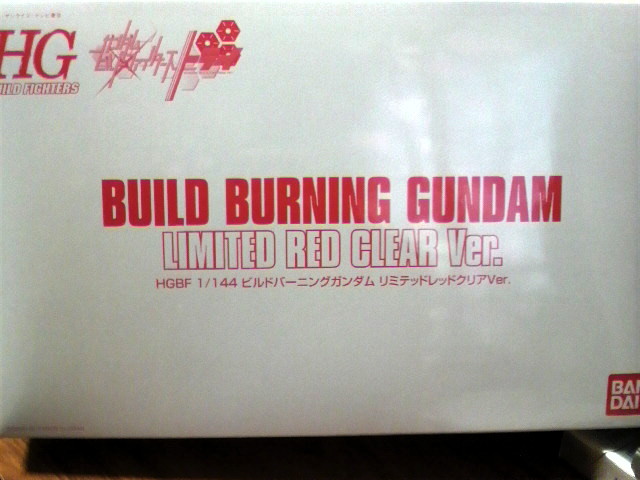 HG
ILD FIGHTERS
BUILD BURNING GUNDAM
LIMITED RED CLEAR Ver.
HGBF 1/144 ビルドバーニングガンダム リミテッドレッドクリアVer.
BAN
DAI